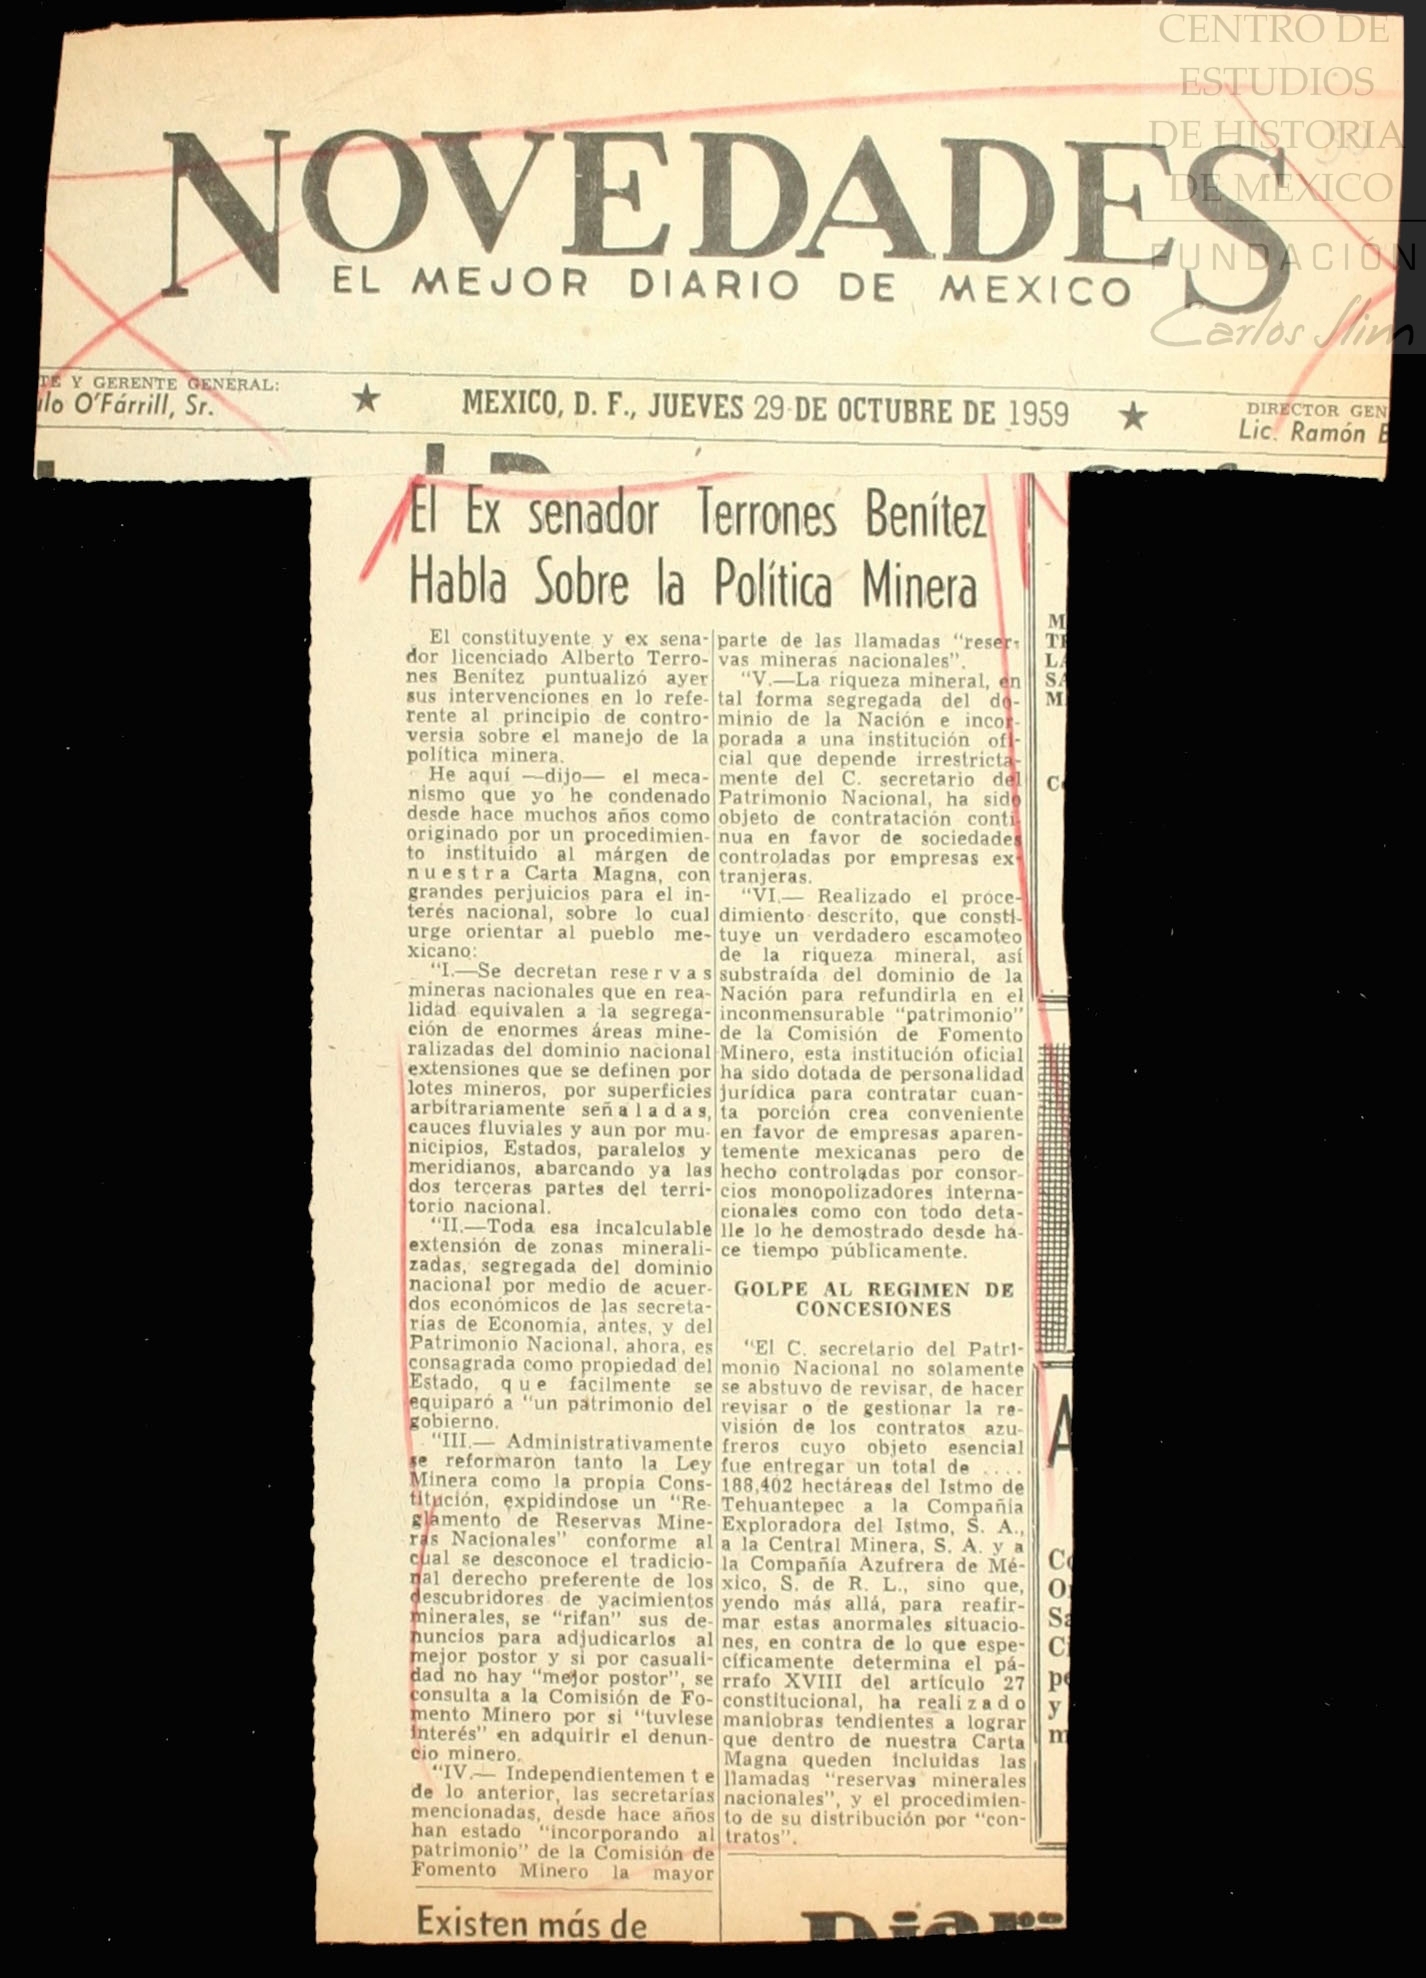 CENTRO DE
ESTUDIOS
DE HISTORIA
DE MÉXICO
FUNDACIÓN
Carlos Slim
NOVEDADES
EL MEJOR DIARIO DE MEXICO
TE Y GERENTE GENERAL:
ilo O'Fárrill, Sr.
★ MEXICO, D. F., JUEVES 29 DE OCTUBRE DE 1959 ★
DIRECTOR GEN
Lic. Ramón B
El Ex senador Terrones Benítez
Habla Sobre la Política Minera
El constituyente y ex sena-
dor licenciado Alberto Terro-
nes Benítez puntualizó ayer
sus intervenciones en lo refe-
rente al principio de contro-
versia sobre el manejo de la
política minera.
He aquí —dijo— el meca-
nismo que yo he condenado
desde hace muchos años como
originado por un procedimien-
to instituido al márgen de
nuestra Carta Magna, con
grandes perjuicios para el in-
terés nacional, sobre lo cual
urge orientar al pueblo me-
xicano:
"I.—Se decretan reservas
mineras nacionales que en rea-
lidad equivalen a la segrega-
ción de enormes áreas mine-
ralizadas del dominio nacional
extensiones que se definen por
lotes mineros, por superficies
arbitrariamente señaladas,
cauces fluviales y aun por mu-
nicipios, Estados, paralelos y
meridianos, abarcando ya las
dos terceras partes del terri-
torio nacional.
"II.—Toda esa incalculable
extensión de zonas minerali-
zadas, segregada del dominio
nacional por medio de acuer-
dos económicos de las secreta-
rías de Economía, antes, y del
Patrimonio Nacional, ahora, es
consagrada como propiedad del
Estado, que fácilmente se
equiparó a "un patrimonio del
gobierno.
"III.— Administrativamente
se reformaron tanto la Ley
Minera como la propia Cons-
titución, expidindose un "Re-
glamento de Reservas Mine-
ras Nacionales" conforme al
cual se desconoce el tradicio-
nal derecho preferente de los
descubridores de yacimientos
minerales, se "rifan" sus de-
nuncios para adjudicarlos al
mejor postor y si por casuali-
dad no hay "mejor postor", se
consulta a la Comisión de Fo-
mento Minero por si "tuviese
interés" en adquirir el denun-
cio minero.
"IV.— Independientemente
de lo anterior, las secretarías
mencionadas, desde hace años
han estado "incorporando al
patrimonio" de la Comisión de
Fomento Minero la mayor
parte de las llamadas "reser-
vas mineras nacionales".
"V.—La riqueza mineral, en
tal forma segregada del do-
minio de la Nación e incor-
porada a una institución ofi-
cial que depende irrestricta-
mente del C. secretario del
Patrimonio Nacional, ha sido
objeto de contratación conti-
nua en favor de sociedades
controladas por empresas ex-
tranjeras.
"VI.— Realizado el proce-
dimiento descrito, que consti-
tuye un verdadero escamoteo
de la riqueza mineral, así
substraída del dominio de la
Nación para refundirla en el
inconmensurable "patrimonio"
de la Comisión de Fomento
Minero, esta institución oficial
ha sido dotada de personalidad
jurídica para contratar cuan-
ta porción crea conveniente
en favor de empresas aparen-
temente mexicanas pero de
hecho controladas por consor-
cios monopolizadores interna-
cionales como con todo deta-
lle lo he demostrado desde ha-
ce tiempo públicamente.
GOLPE AL REGIMEN DE
CONCESIONES
"El C. secretario del Patri-
monio Nacional no solamente
se abstuvo de revisar, de hacer
revisar o de gestionar la re-
visión de los contratos azu-
freros cuyo objeto esencial
fue entregar un total de ....
188,402 hectáreas del Istmo de
Tehuantepec a la Compañía
Exploradora del Istmo, S. A.,
a la Central Minera, S. A. y a
la Compañía Azufrera de Mé-
xico, S. de R. L., sino que,
yendo más allá, para reafir-
mar estas anormales situacio-
nes, en contra de lo que espe-
cíficamente determina el pá-
rrafo XVIII del artículo 27
constitucional, ha realizado
maniobras tendientes a lograr
que dentro de nuestra Carta
Magna queden incluidas las
llamadas "reservas minerales
nacionales", y el procedimien-
to de su distribución por "con-
tratos".
Existen más de